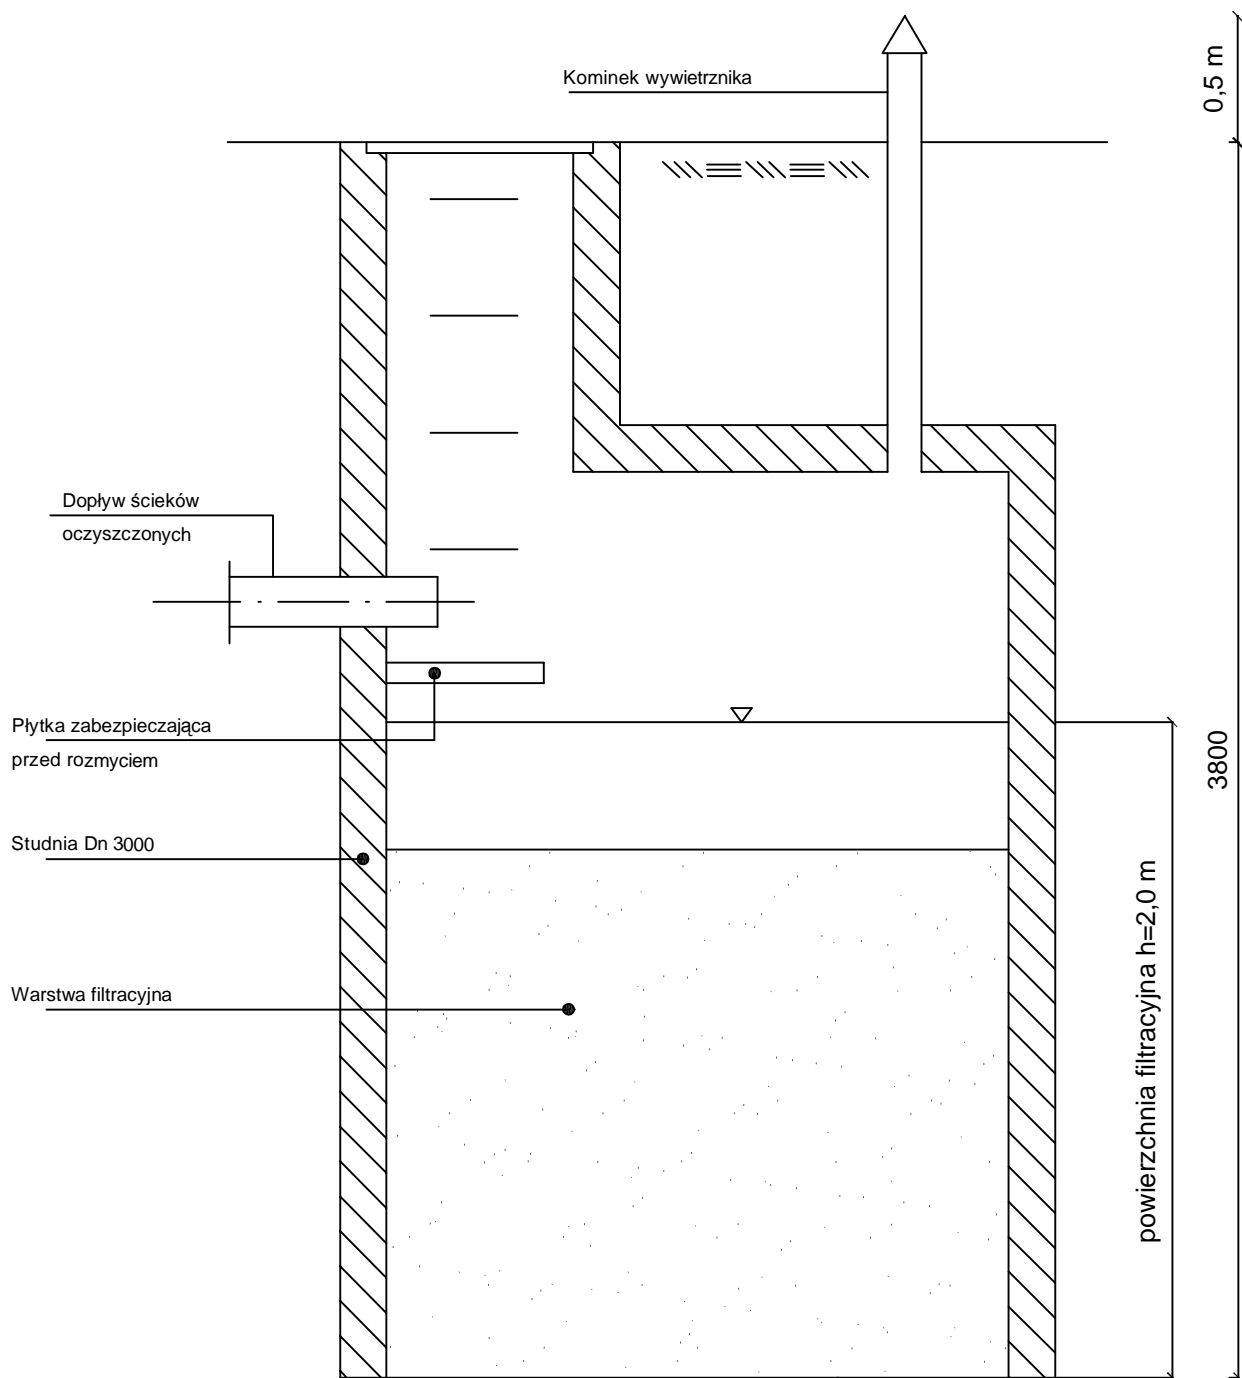 0,5 m
Kominek wywietrznika
Dopływ ścieków
oczyszczonych
Płytka zabezpieczająca
przed rozmyciem
3800
Studnia Dn 3000
Warstwa filtracyjna
powierzchnia filtracyjna h=2,0 m